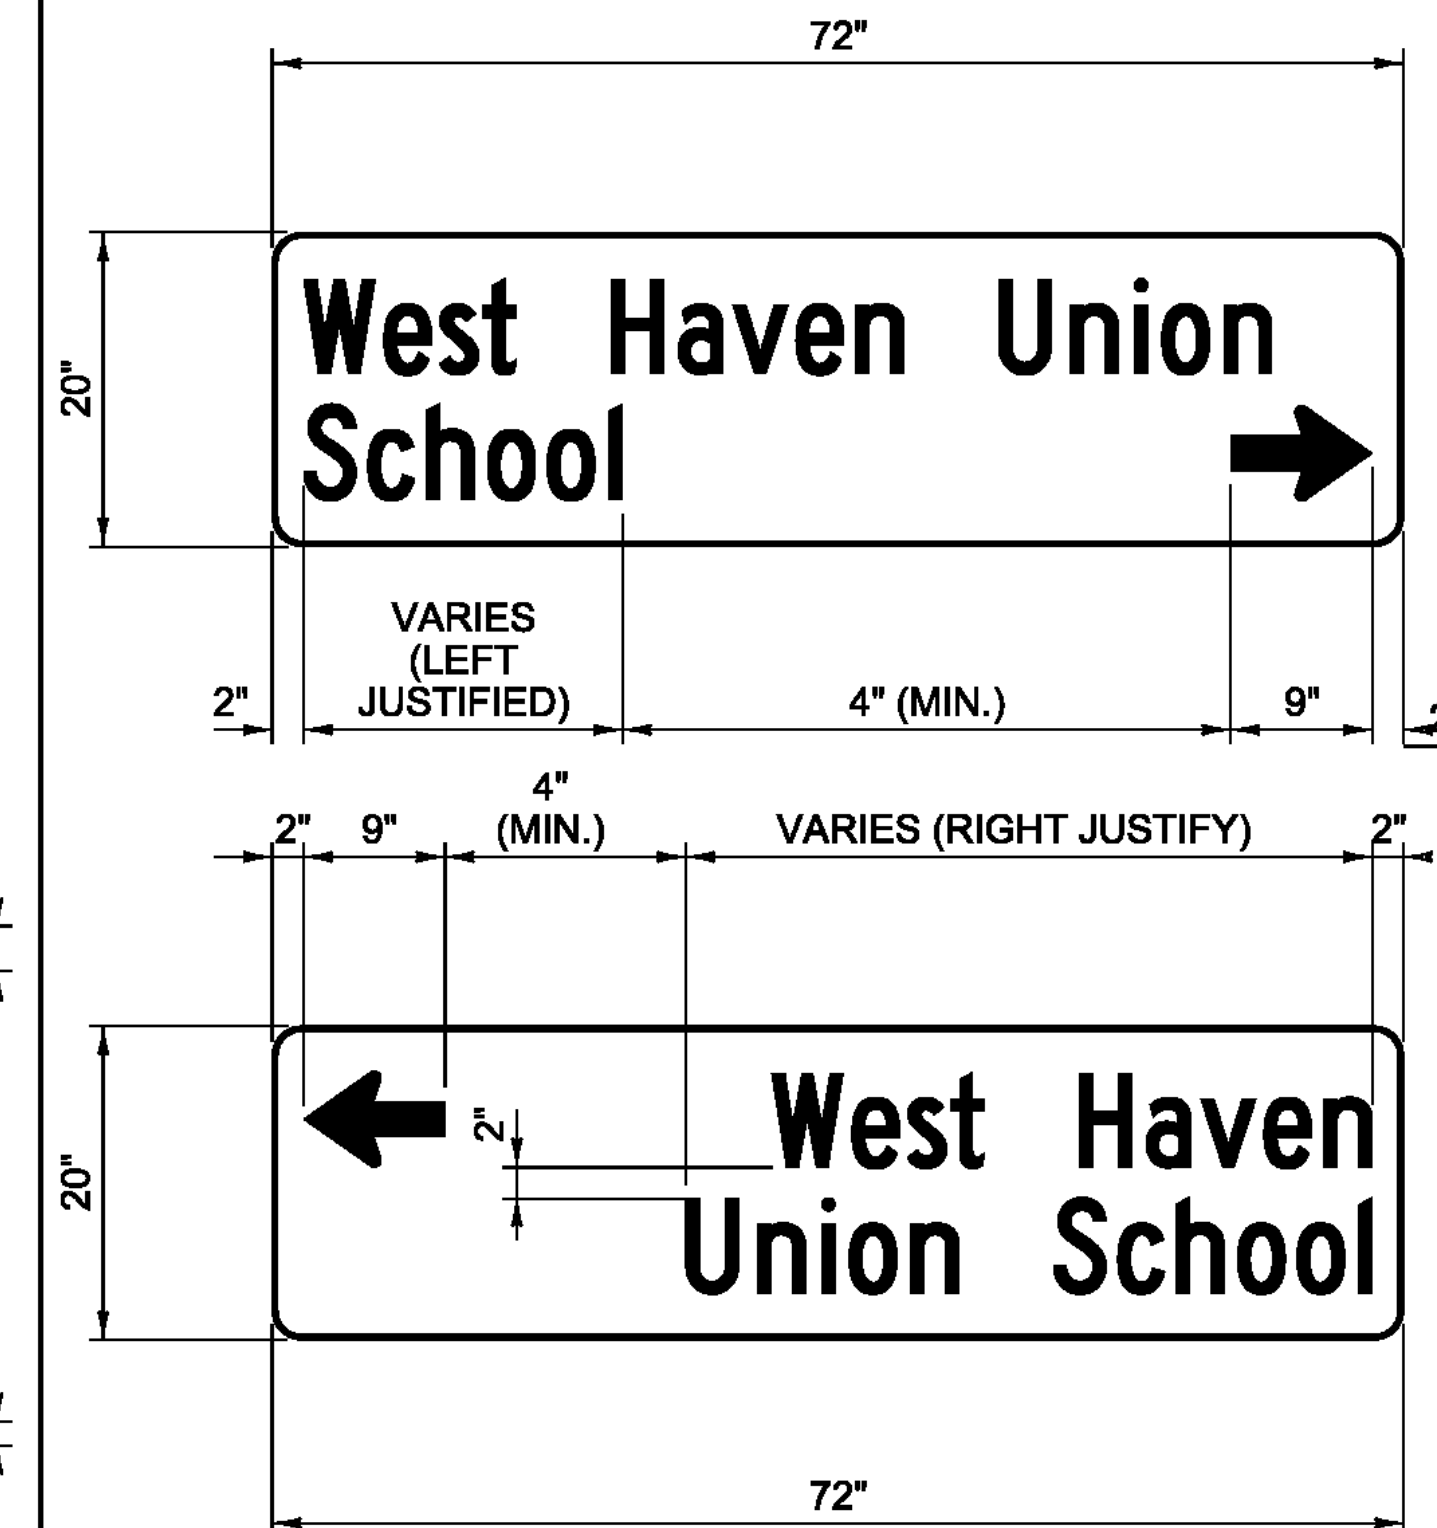 72"
West Haven Union
School
20"
VARIES
(LEFT
JUSTIFIED)
2"
4" (MIN.)
9"
4"
(MIN.)
2"
9"
VARIES (RIGHT JUSTIFY)
2"
West Haven
2"
Union School
20"
72"